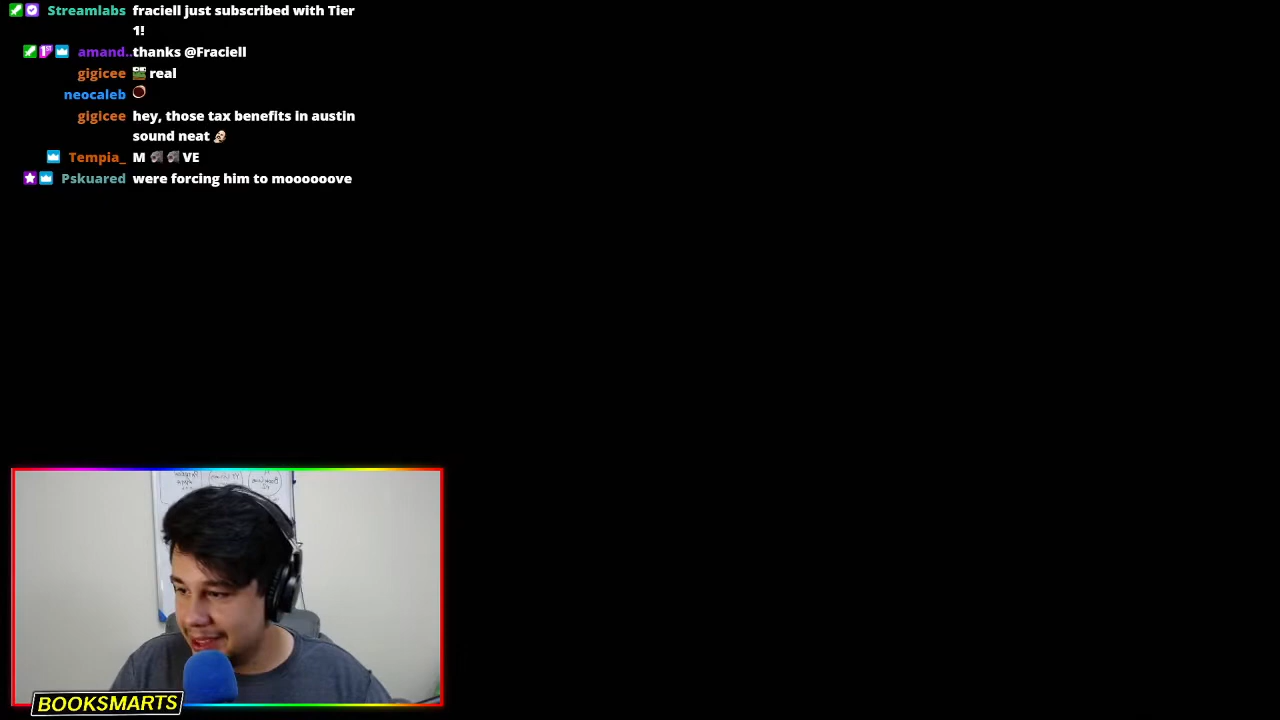 Streamlabs fraciell just subscribed with Tier
1!
amand.. thanks @Fraciell
gigicee real
neocaleb
gigicee hey, those tax benefits in austin
sound neat
Tempia_ M VE
Pskuared were forcing him to moooooove
BOOKSMARTS